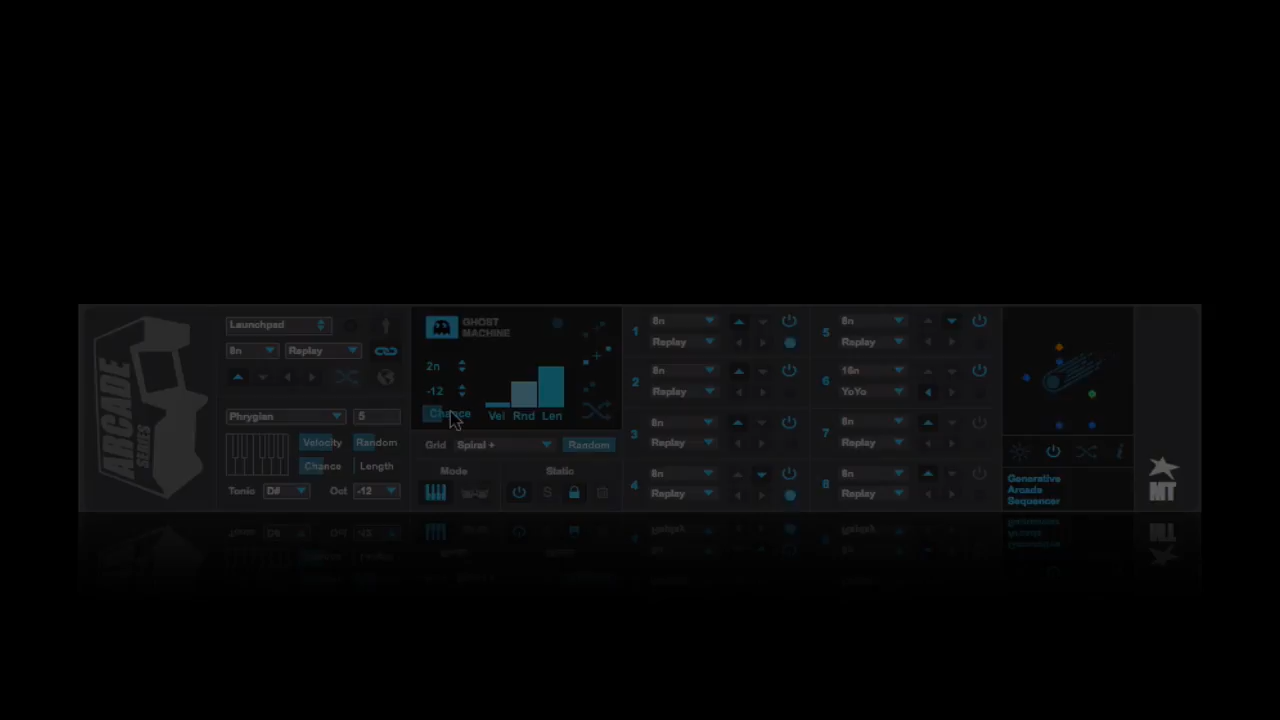 ARCADE
SERIES
Launchpad
8n Replay
Phrygian 5
Velocity Random
Chance Length
Tonic D# Oct -12
GHOST
MACHINE
2n
-12
Chance
Vel Rnd Len
Grid Spiral + Random
Mode Static
S
1 8n
Replay
2 8n
Replay
3 8n
Replay
4 8n
Replay
5 8n
Replay
6 16n
YoYo
7 8n
Replay
8 8n
Replay
i
Generative
Arcade
Sequencer
MT